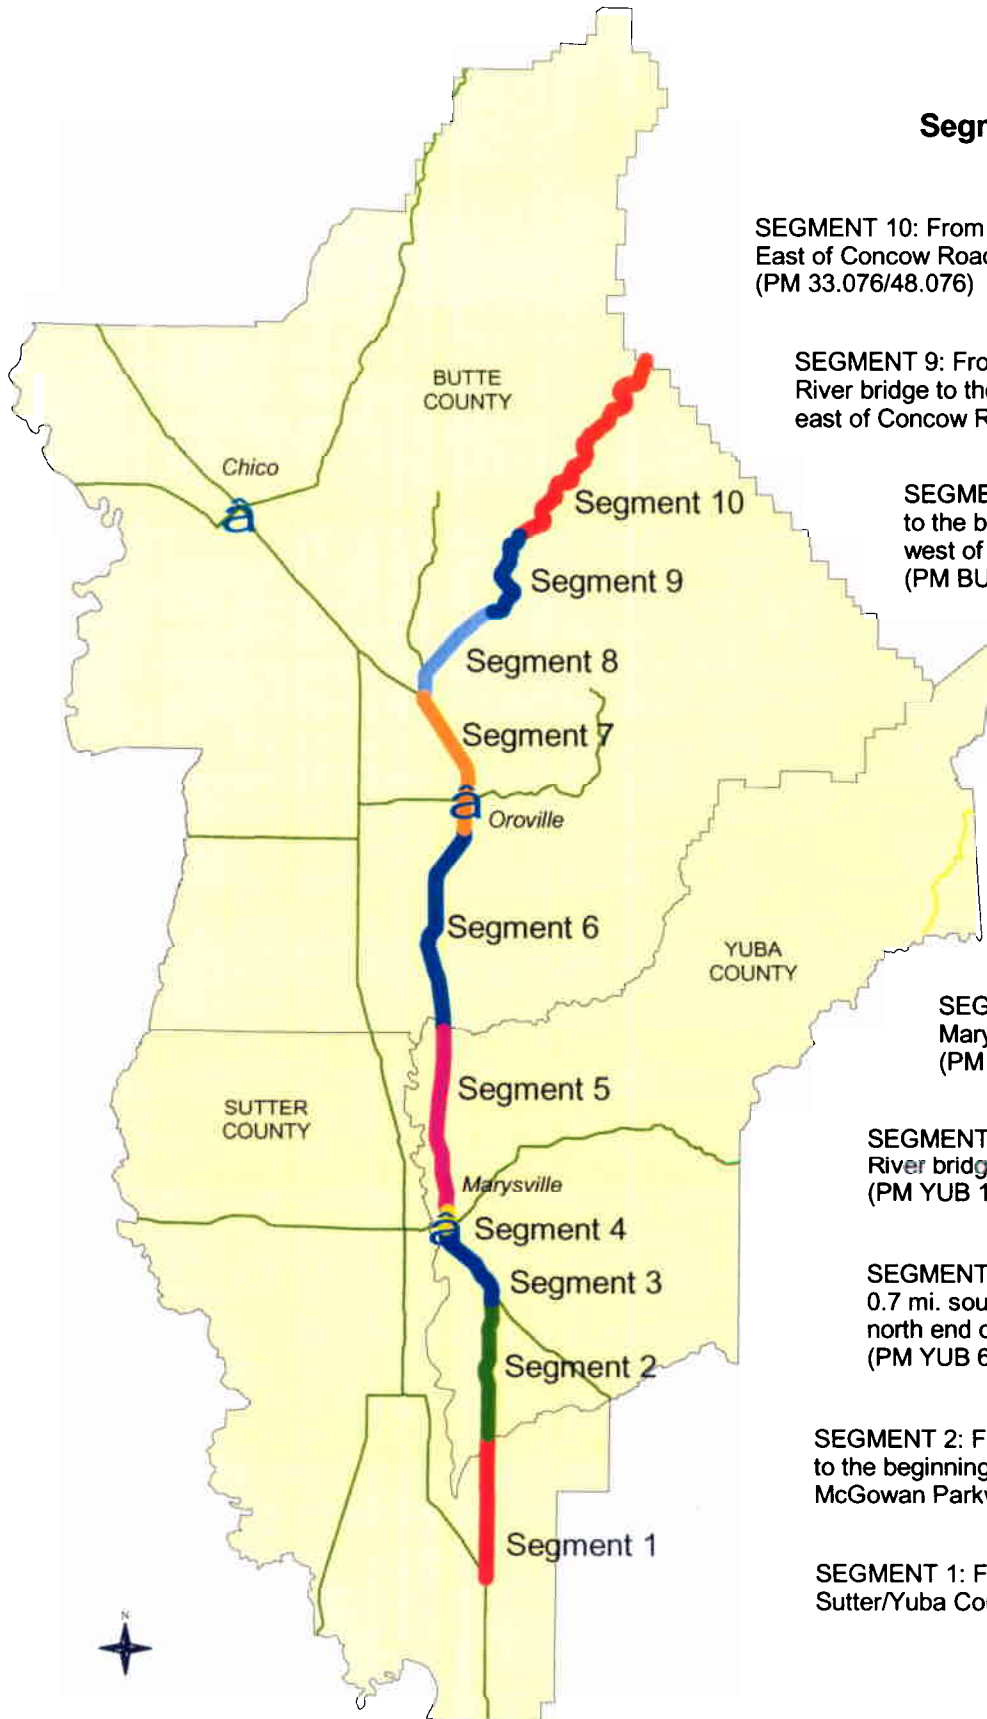 Segm
SEGMENT 10: From
East of Concow Road
(PM 33.076/48.076)
SEGMENT 9: Fro
River bridge to the
east of Concow R
SEGME
to the b
west of
(PM BU
BUTTE
COUNTY
Chico
â
Segment 10
Segment 9
Segment 8
Segment 7
â
Oroville
Segment 6
YUBA
COUNTY
SEG
Mary
(PM
Segment 5
SUTTER
COUNTY
SEGMENT
River bridg
(PM YUB 1
Marysville
â
Segment 4
Segment 3
SEGMENT
0.7 mi. sou
north end o
(PM YUB 6
Segment 2
SEGMENT 2: F
to the beginning
McGowan Parkw
Segment 1
SEGMENT 1: F
Sutter/Yuba Co
N